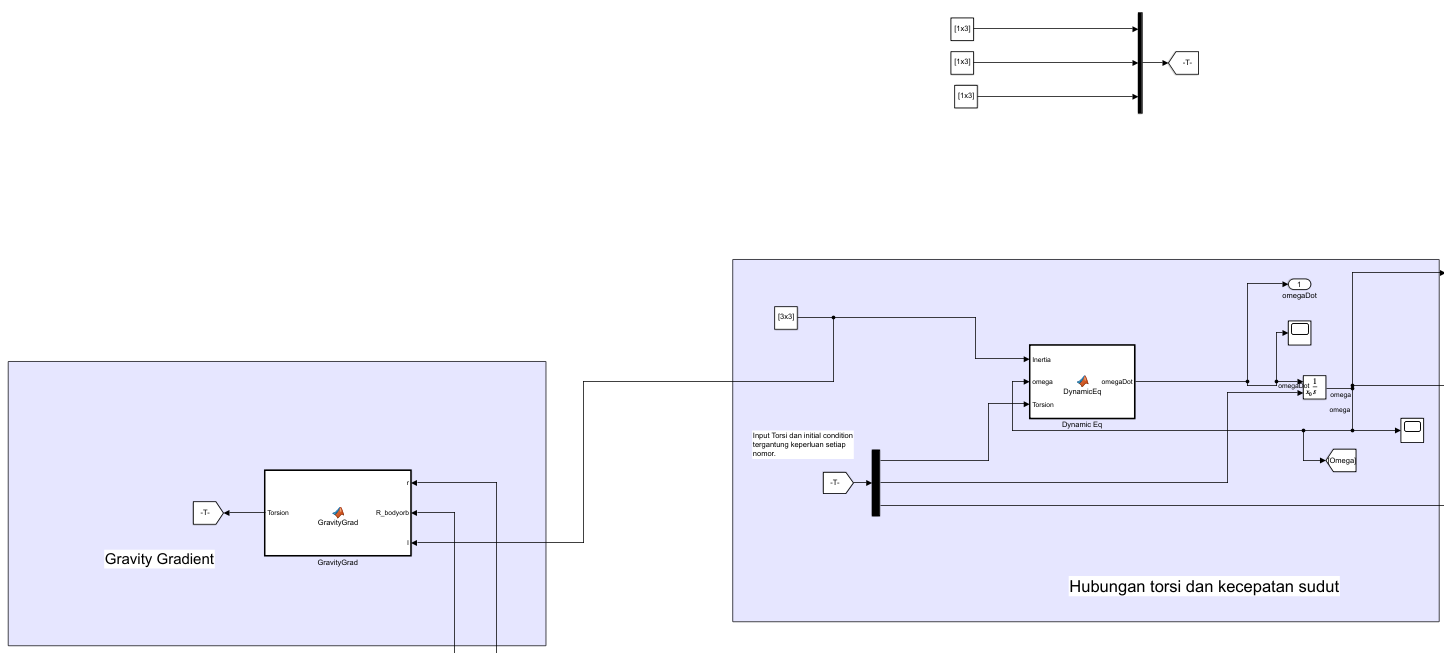 [1x3]
[1x3]
-T-
[1x3]
1
omegaDot
[3x3]
Inertia
omega
omegaDot
Torsion
DynamicEq
Dynamic Eq
omegaDot
1
x₀ s
omega
omega
[Omega]
Input Torsi dan initial condition
tergantung keperluan setiap
nomor.
-T-
r
-T-
Torsion
R_bodyorb
GravityGrad
I
GravityGrad
Gravity Gradient
Hubungan torsi dan kecepatan sudut